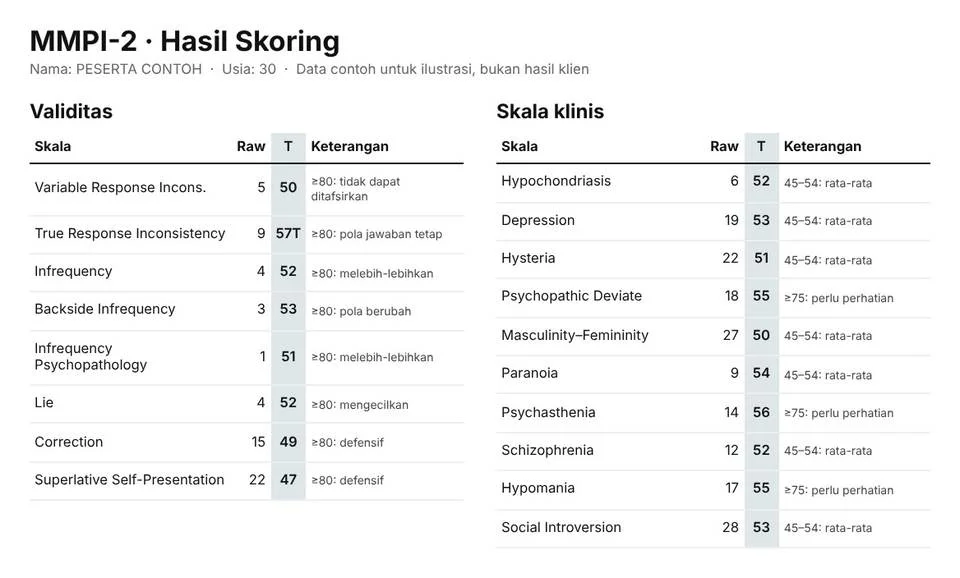 MMPI-2 · Hasil Skoring
Nama: PESERTA CONTOH · Usia: 30 · Data contoh untuk ilustrasi, bukan hasil klien
Validitas
Skala Raw T Keterangan
Variable Response Incons. 5 50 ≥80: tidak dapat
ditafsirkan
True Response Inconsistency 9 57T ≥80: pola jawaban tetap
Infrequency 4 52 ≥80: melebih-lebihkan
Backside Infrequency 3 53 ≥80: pola berubah
Infrequency
Psychopathology 1 51 ≥80: melebih-lebihkan
Lie 4 52 ≥80: mengecilkan
Correction 15 49 ≥80: defensif
Superlative Self-Presentation 22 47 ≥80: defensif
Skala klinis
Skala Raw T Keterangan
Hypochondriasis 6 52 45–54: rata-rata
Depression 19 53 45–54: rata-rata
Hysteria 22 51 45–54: rata-rata
Psychopathic Deviate 18 55 ≥75: perlu perhatian
Masculinity–Femininity 27 50 45–54: rata-rata
Paranoia 9 54 45–54: rata-rata
Psychasthenia 14 56 ≥75: perlu perhatian
Schizophrenia 12 52 45–54: rata-rata
Hypomania 17 55 ≥75: perlu perhatian
Social Introversion 28 53 45–54: rata-rata